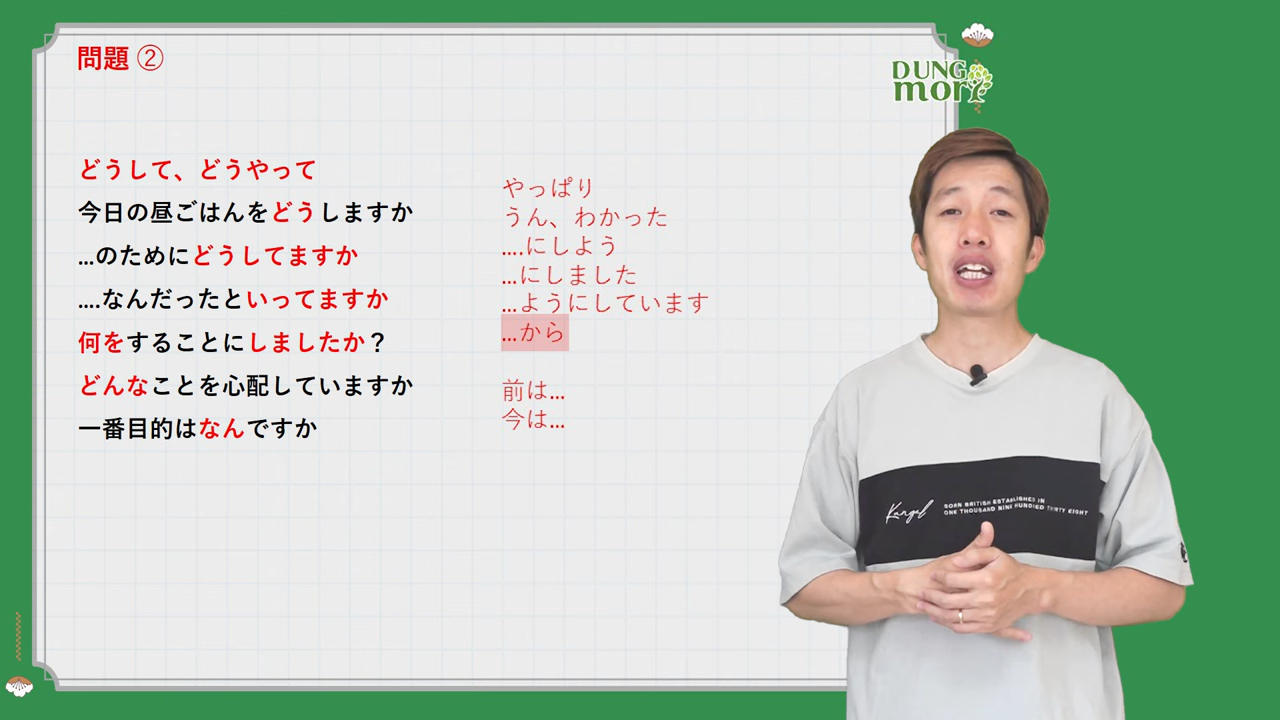 問題 ②
DUNG
mori
どうして、どうやって
今日の昼ごはんをどうしますか
...のためにどうしてますか
....なんだったといってますか
何をすることにしましたか？
どんなことを心配していますか
一番目的はなんですか
やっぱり
うん、わかった
....にしよう
...にしました
...ようにしています
...から
前は...
今は...
Kangol
BORN BRITISH ESTABLISHED IN
ONE THOUSAND NINE HUNDRED THIRTY EIGHT